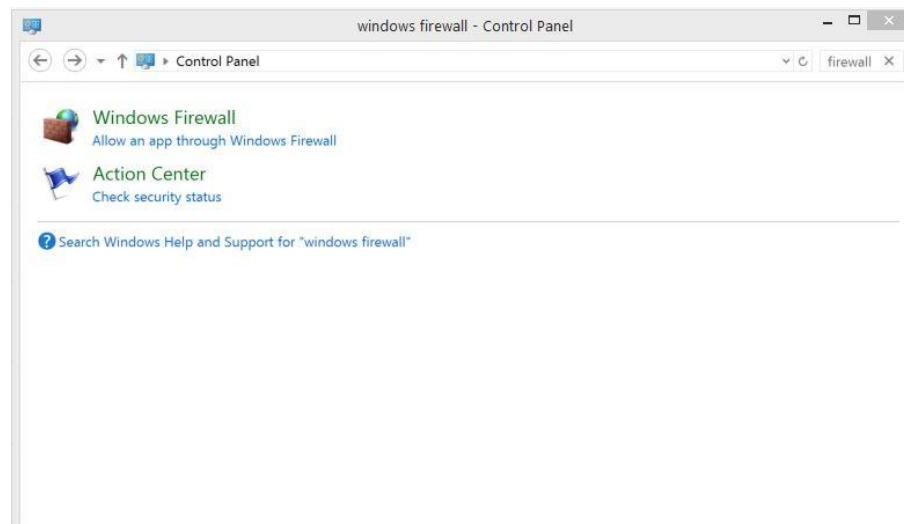 windows firewall - Control Panel
Control Panel
firewall
Windows Firewall
Allow an app through Windows Firewall
Action Center
Check security status
Search Windows Help and Support for "windows firewall"